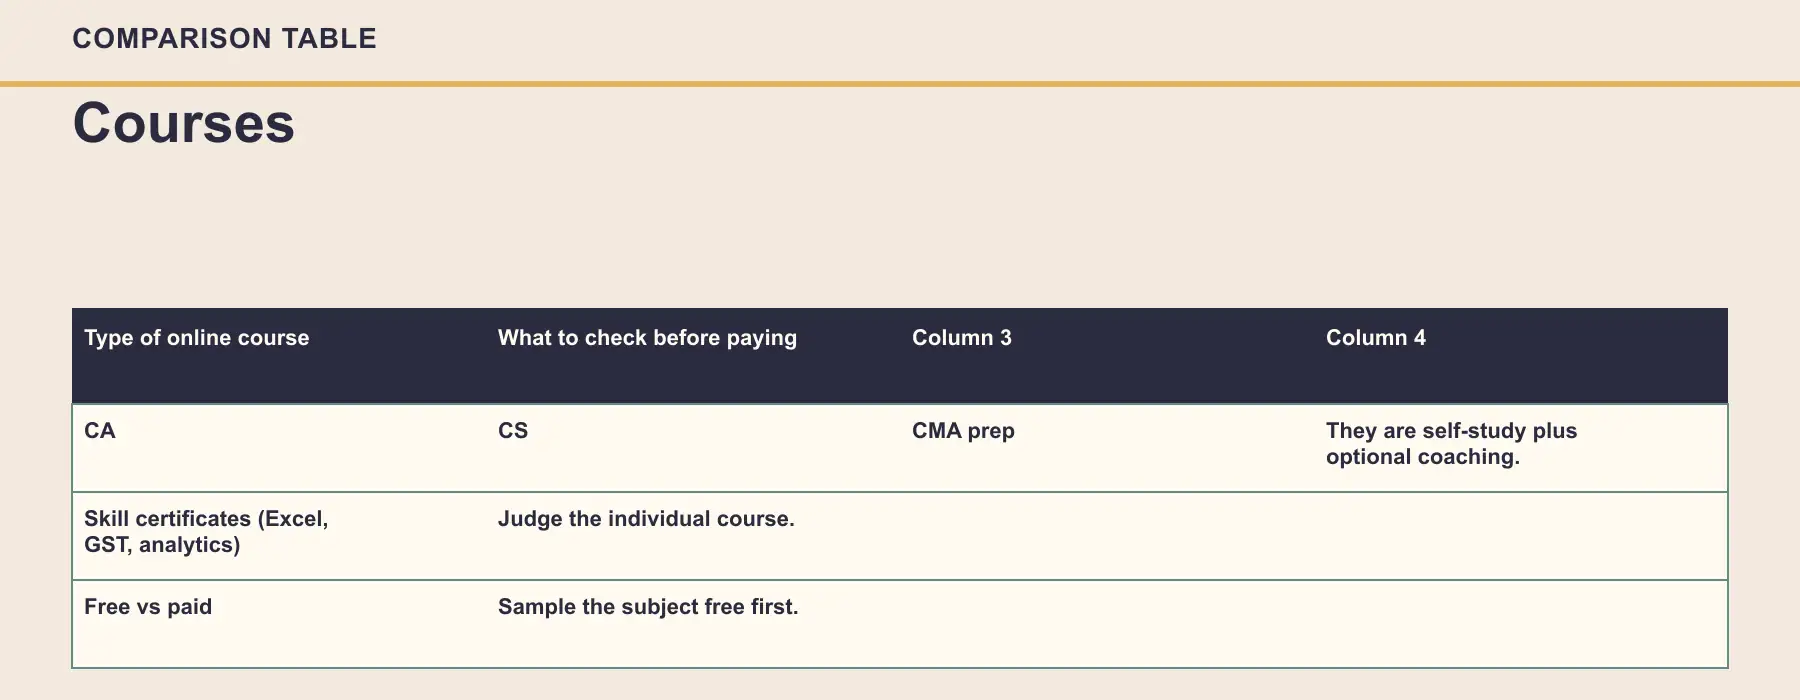 COMPARISON TABLE
Courses
Type of online course What to check before paying Column 3 Column 4
CA CS CMA prep They are self-study plus
optional coaching.
Skill certificates (Excel, Judge the individual course.
GST, analytics)
Free vs paid Sample the subject free first.